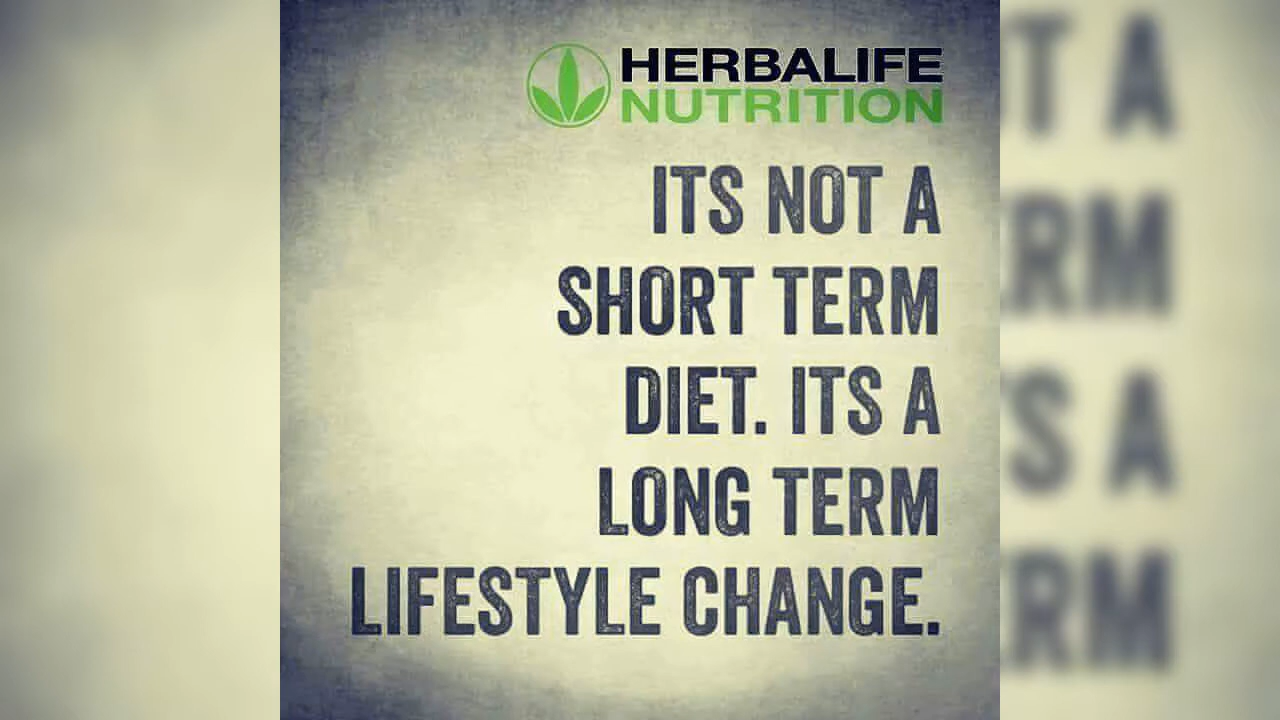 HERBALIFE
NUTRITION
ITS NOT A
SHORT TERM
DIET. ITS A
LONG TERM
LIFESTYLE CHANGE.